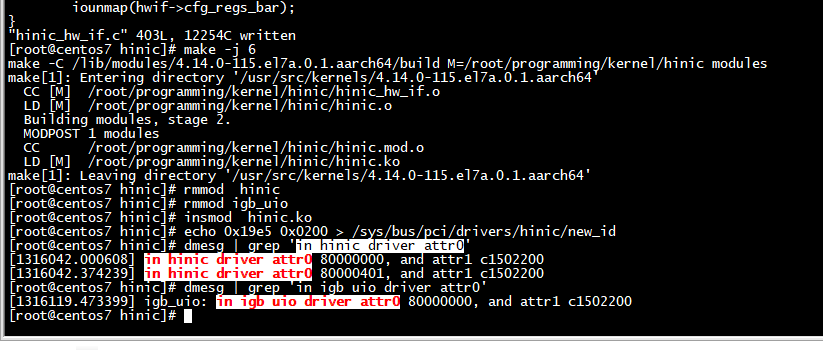 iounmap(hwif->cfg_regs_bar);
}
"hinic_hw_if.c" 403L, 12254C written
[root@centos7 hinic]# make -j 6
make -C /lib/modules/4.14.0-115.el7a.0.1.aarch64/build M=/root/programming/kernel/hinic modules
make[1]: Entering directory '/usr/src/kernels/4.14.0-115.el7a.0.1.aarch64'
CC [M]  /root/programming/kernel/hinic/hinic_hw_if.o
LD [M]  /root/programming/kernel/hinic/hinic.o
Building modules, stage 2.
MODPOST 1 modules
CC      /root/programming/kernel/hinic/hinic.mod.o
LD [M]  /root/programming/kernel/hinic/hinic.ko
make[1]: Leaving directory '/usr/src/kernels/4.14.0-115.el7a.0.1.aarch64'
[root@centos7 hinic]# rmmod  hinic
[root@centos7 hinic]# rmmod igb_uio
[root@centos7 hinic]# insmod  hinic.ko
[root@centos7 hinic]# echo 0x19e5 0x0200 > /sys/bus/pci/drivers/hinic/new_id
[root@centos7 hinic]# dmesg | grep 'in hinic driver attr0'
[1316042.000608] in hinic driver attr0 80000000, and attr1 c1502200
[1316042.374239] in hinic driver attr0 80000401, and attr1 c1502200
[root@centos7 hinic]# dmesg | grep 'in igb uio driver attr0'
[1316119.473399] igb_uio: in igb uio driver attr0 80000000, and attr1 c1502200
[root@centos7 hinic]#